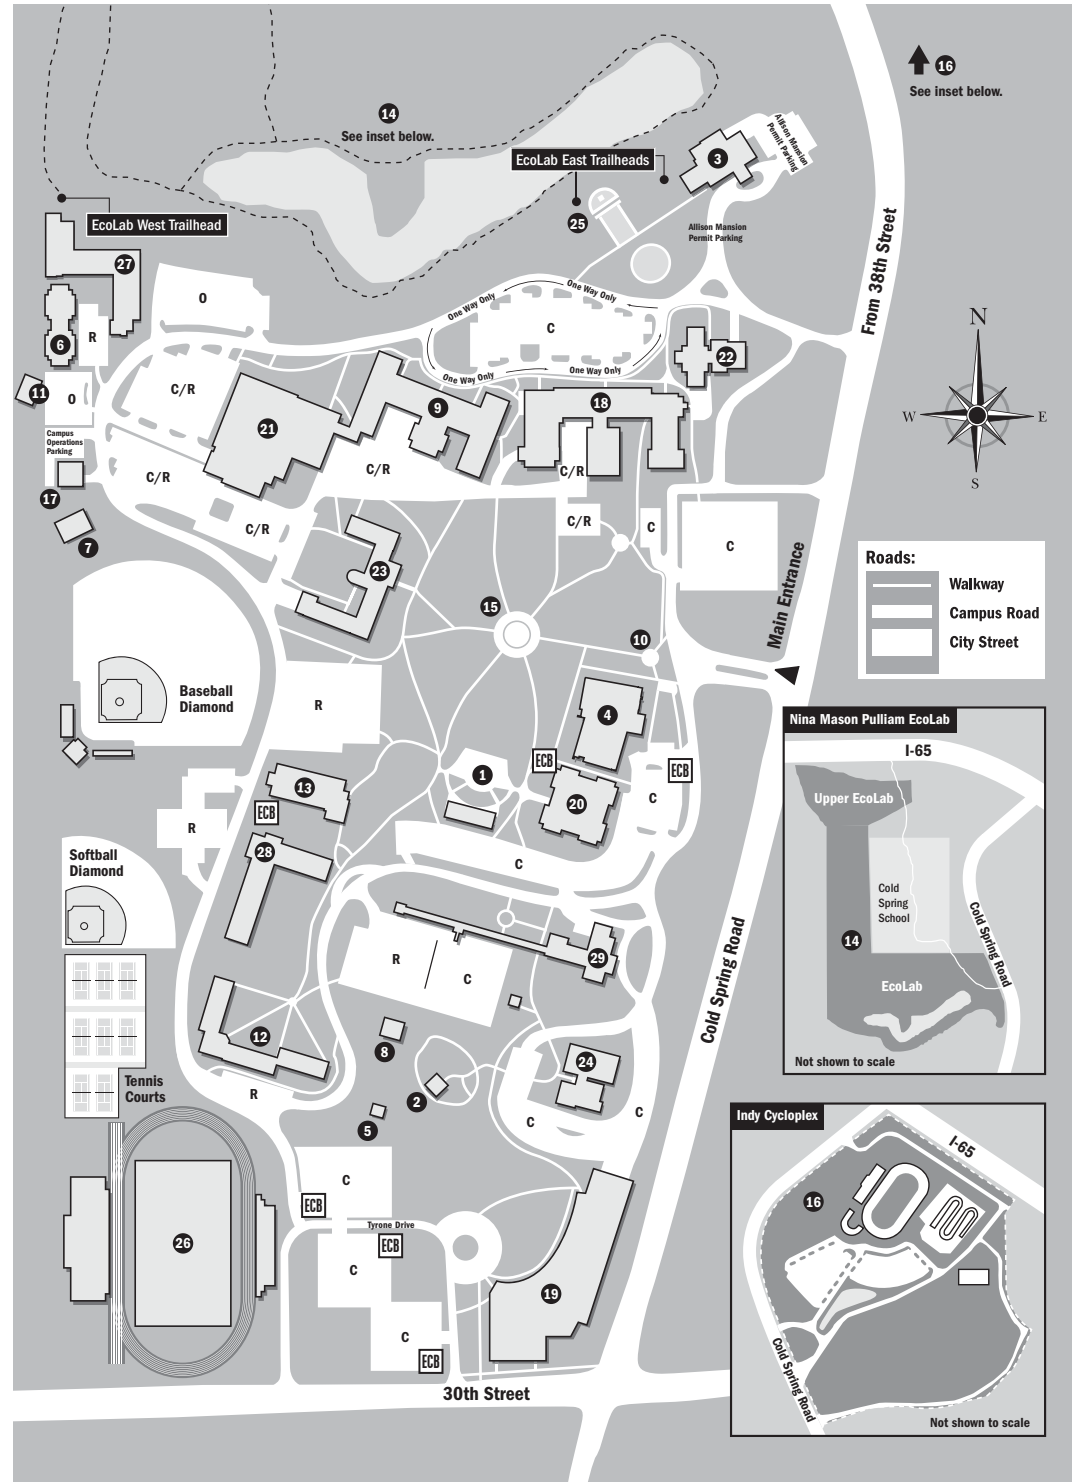 16
See inset below.
14
See inset below.
Allison Mansion
Permit Parking
3
EcoLab East Trailheads
25
Allison Mansion
Permit Parking
EcoLab West Trailhead
From 38th Street
27
O
One Way Only
One Way Only
C
One Way Only
One Way Only
R
6
22
N
W
E
S
11
O
C/R
21
9
18
Campus
Operations
Parking
C/R
C/R
C/R
17
C/R
C/R
C
C
7
23
15
10
Main Entrance
Roads:
Walkway
Campus Road
City Street
Baseball
Diamond
R
4
ECB
ECB
1
13
20
C
ECB
R
28
C
Softball
Diamond
Nina Mason Pulliam EcoLab
I-65
Upper EcoLab
Cold
Spring
School
Cold Spring Road
14
EcoLab
Not shown to scale
R
C
29
Cold Spring Road
12
8
24
Tennis
Courts
R
2
5
C
C
Indy Cycloplex
I-65
16
Cold Spring Road
Not shown to scale
C
ECB
Tyrone Drive
ECB
26
C
19
C
ECB
30th Street